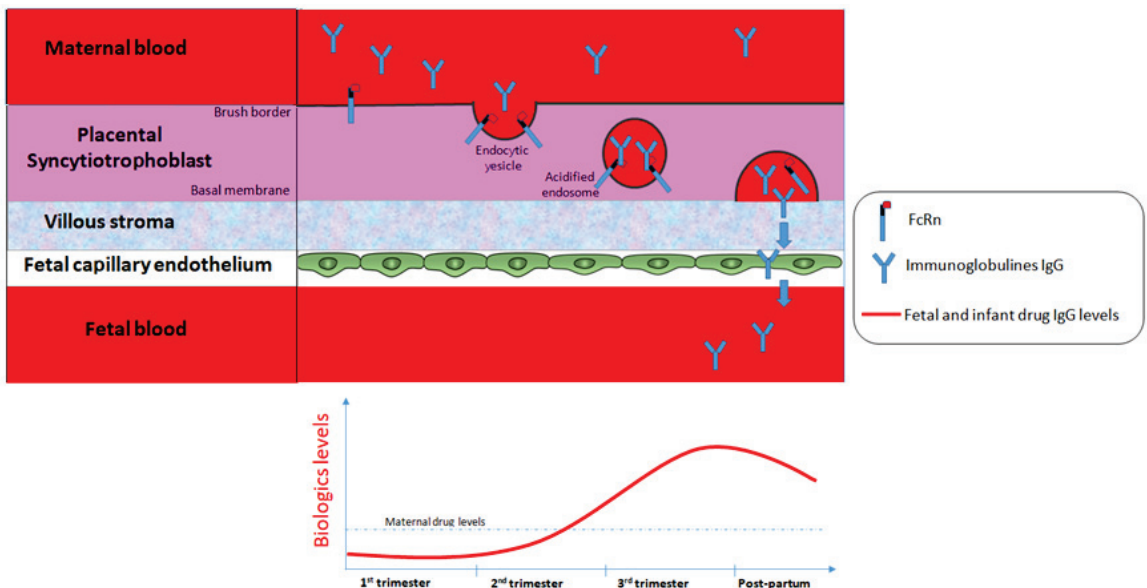 Maternal blood
Brush border
Placental
Syncytiotrophoblast
Basal membrane
Endocytic
yesicle
Acidified
endosome
Villous stroma
Fetal capillary endothelium
Fetal blood
FcRn
Immunoglobulines IgG
Fetal and infant drug IgG levels
Biologics levels
Maternal drug levels
1st trimester
2nd trimester
3rd trimester
Post-partum